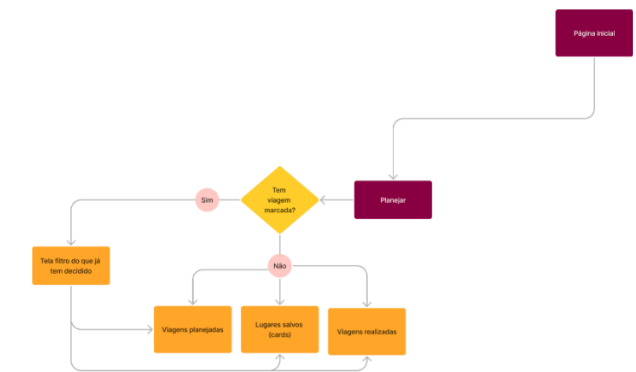 Página inicial
Tem
viagem
marcada?
Sim
Planejar
Tela filtro do que já
tem decidido
Não
Viagens planejadas
Lugares salvos
(cards)
Viagens realizadas